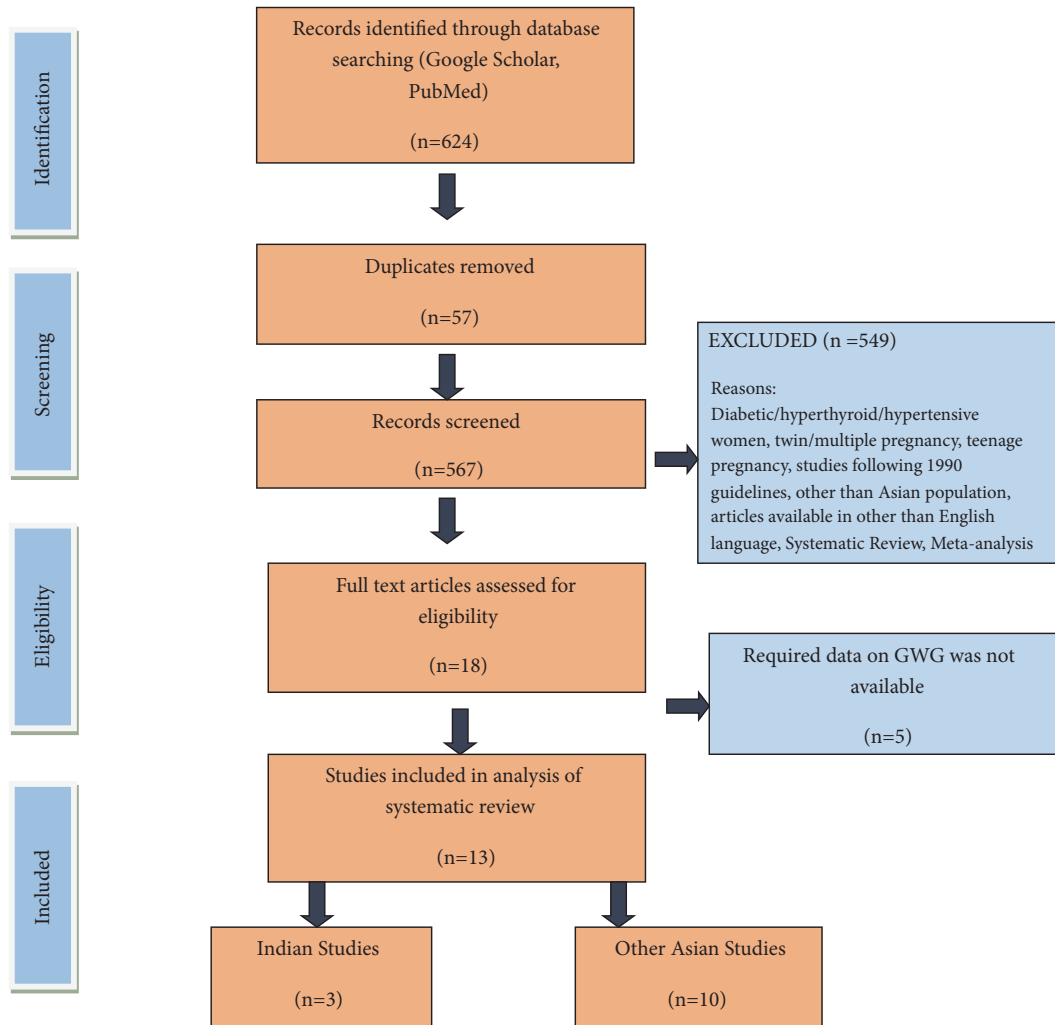 Identification
Records identified through database
searching (Google Scholar,
PubMed)
(n=624)
Screening
Duplicates removed
(n=57)
Records screened
(n=567)
EXCLUDED (n =549)
Reasons:
Diabetic/hyperthyroid/hypertensive
women, twin/multiple pregnancy, teenage
pregnancy, studies following 1990
guidelines, other than Asian population,
articles available in other than English
language, Systematic Review, Meta-analysis
Eligibility
Full text articles assessed for
eligibility
(n=18)
Required data on GWG was not
available
(n=5)
Included
Studies included in analysis of
systematic review
(n=13)
Indian Studies
(n=3)
Other Asian Studies
(n=10)